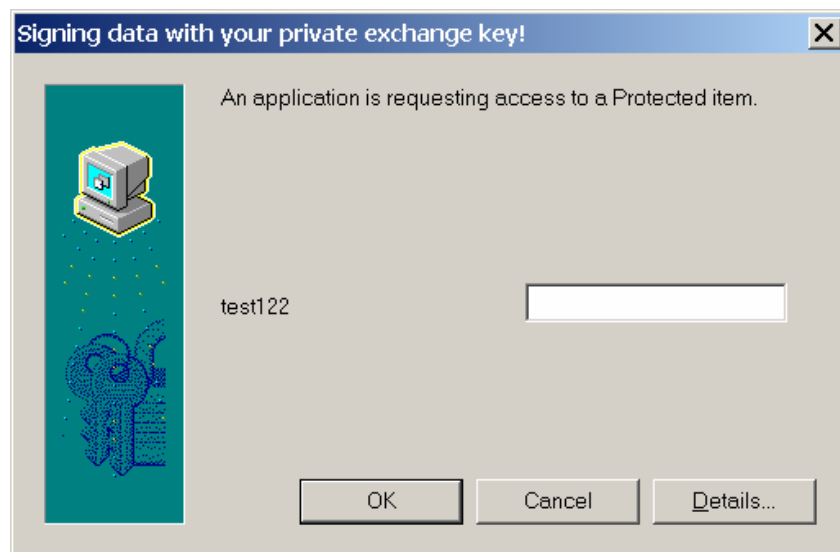 Signing data with your private exchange key!
An application is requesting access to a Protected item.
test122
OK Cancel Details...